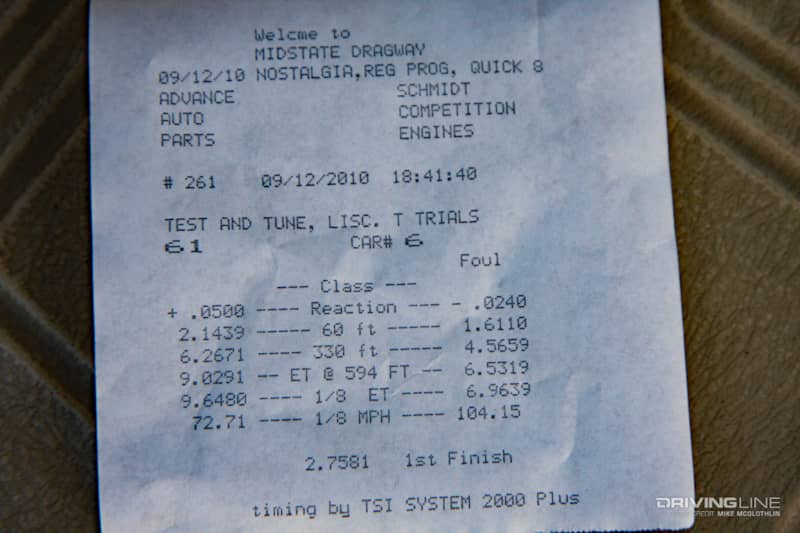 Welcme to
MIDSTATE DRAGWAY
09/12/10 NOSTALGIA,REG PROG, QUICK 8
ADVANCE SCHMIDT
AUTO COMPETITION
PARTS ENGINES
# 261 09/12/2010 18:41:40
TEST AND TUNE, LISC. T TRIALS
61 CAR# 6
Foul
--- Class ---
+ .0500 ---- Reaction --- - .0240
2.1439 ----- 60 ft ----- 1.6110
6.2671 ---- 330 ft ----- 4.5659
9.0291 -- ET @ 594 FT -- 6.5319
9.6480 ---- 1/8 ET ---- 6.9639
72.71 ---- 1/8 MPH ---- 104.15
2.7581 1st Finish
timing by TSI SYSTEM 2000 Plus
DRIVINGLINE
CREDIT: MIKE MCGLOTHLIN